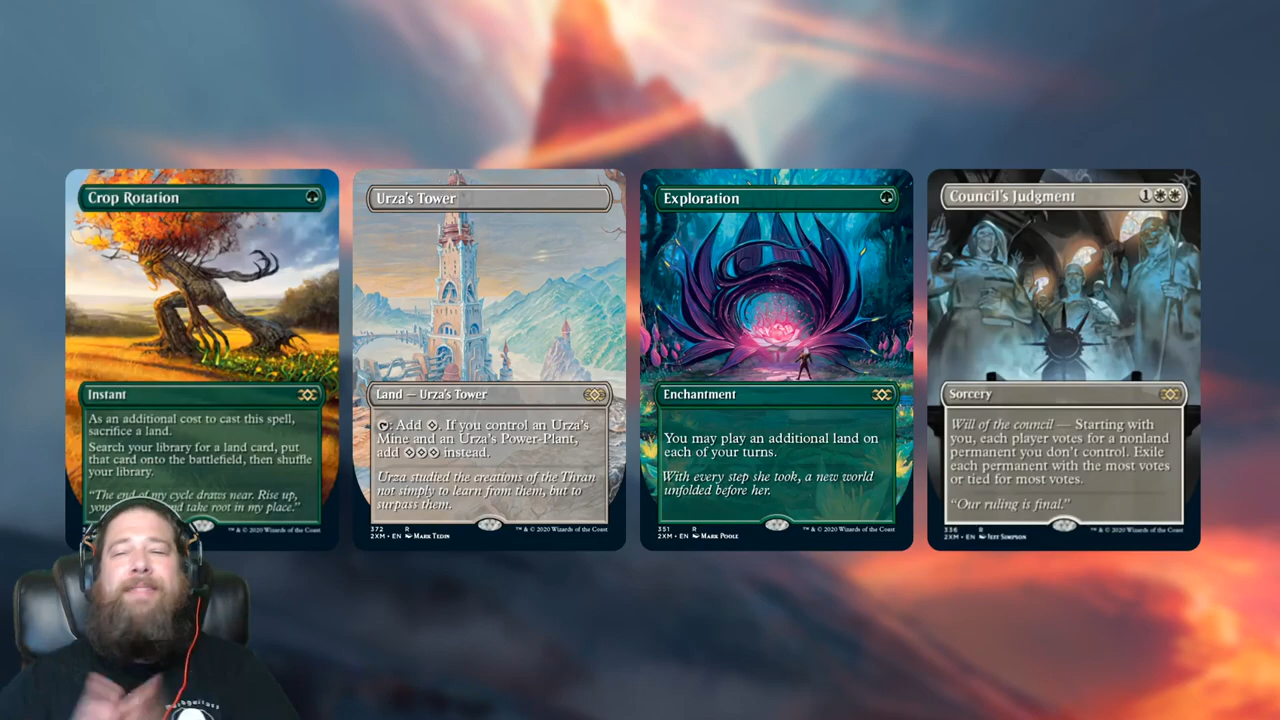 Crop Rotation
Instant
As an additional cost to cast this spell,
sacrifice a land.
Search your library for a land card, put
that card onto the battlefield, then shuffle
your library.
"The end of my cycle draws near. Rise up,
take root in my place."
™ & © 2020 Wizards of the Coast
Urza's Tower
Land — Urza's Tower
: Add . If you control an Urza's
Mine and an Urza's Power-Plant,
add instead.
Urza studied the creations of the Thran
not simply to learn from them, but to
surpass them.
372 R
2XM • EN Mark Tedin
™ & © 2020 Wizards of the Coast
Exploration
Enchantment
You may play an additional land on
each of your turns.
With every step she took, a new world
unfolded before her.
351 R
2XM • EN Mark Poole
™ & © 2020 Wizards of the Coast
Council's Judgment
1
Sorcery
Will of the council — Starting with
you, each player votes for a nonland
permanent you don't control. Exile
each permanent with the most votes
or tied for most votes.
"Our ruling is final."
336 R
2XM • EN Jeff Simpson
™ & © 2020 Wizards of the Coast